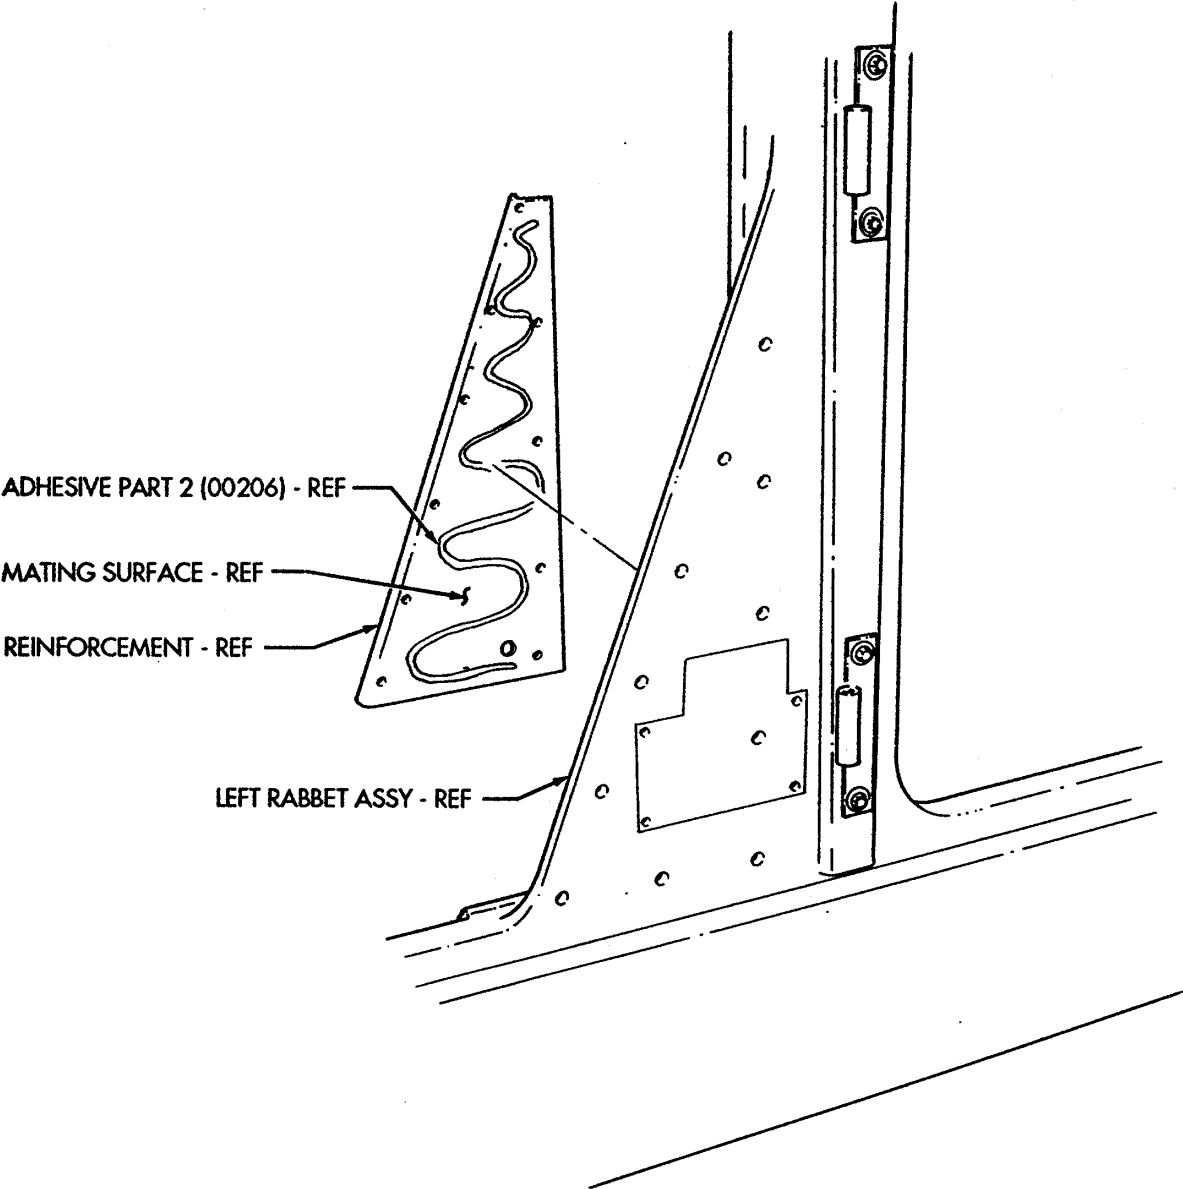 ADHESIVE PART 2 (00206) - REF
MATING SURFACE - REF
REINFORCEMENT - REF
LEFT RABBET ASSY - REF